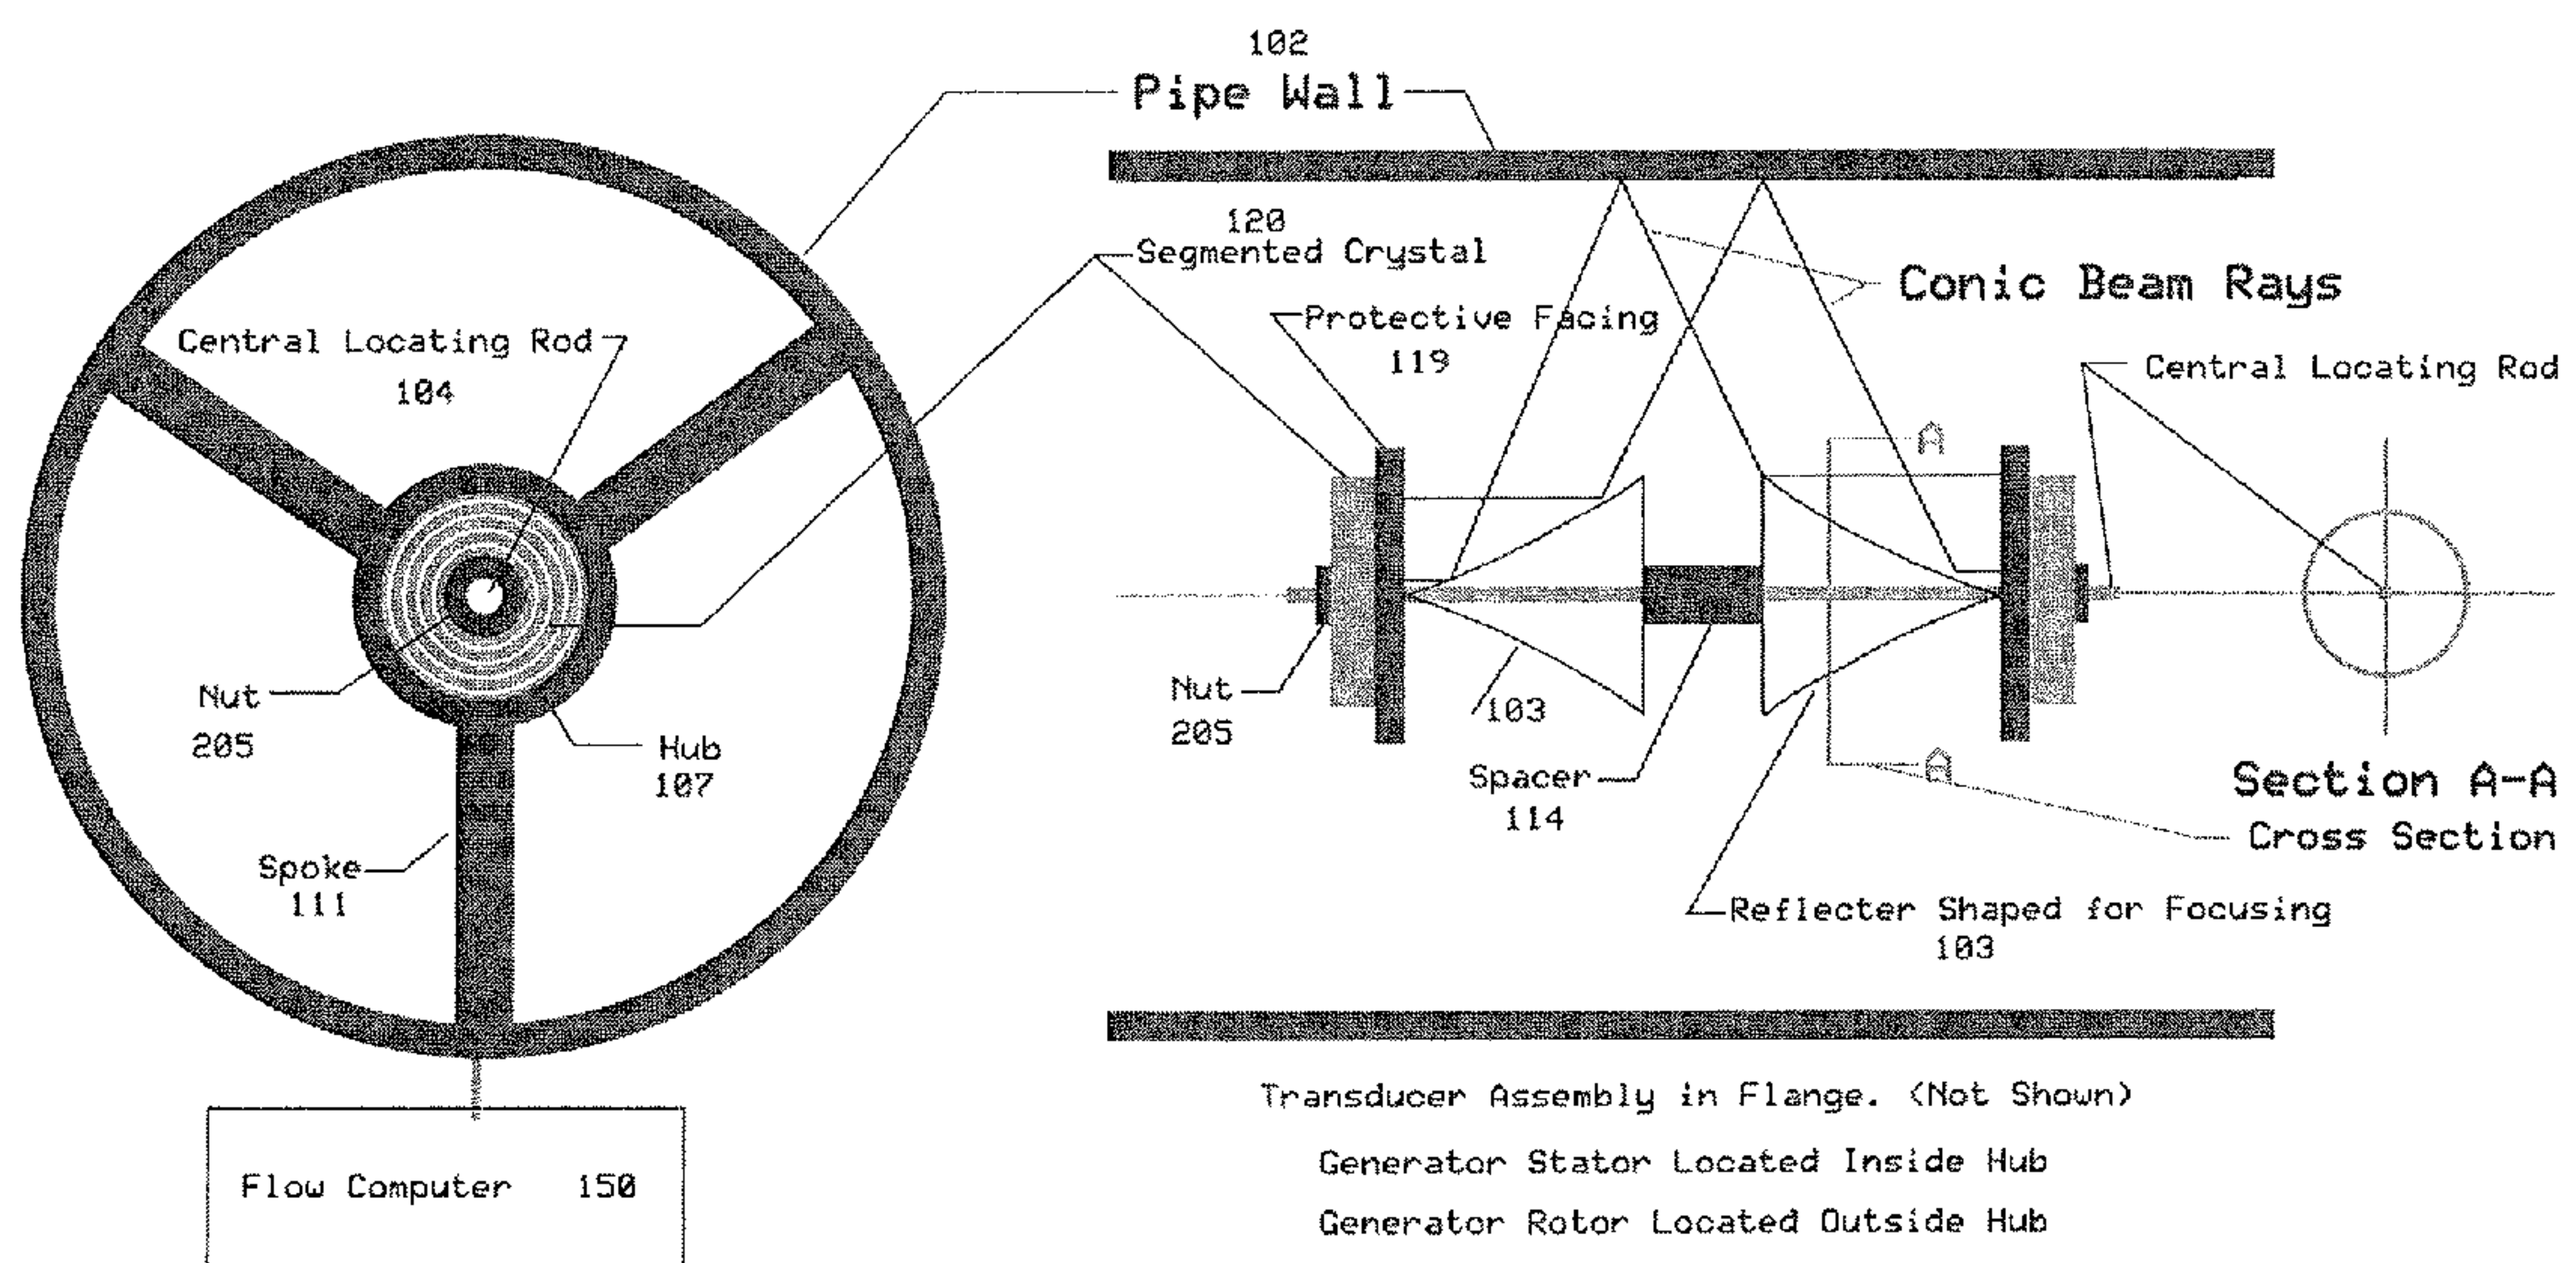 102
Pipe Wall
120
Segmented Crystal
Conic Beam Rays
Protective Facing
119
Central Locating Rod
104
Central Locating Rod
A
Nut
205
Hub
107
Nut
205
103
Spacer
114
A
Section A-A
Cross Section
Spoke
111
Reflecter Shaped for Focusing
103
Transducer Assembly in Flange. (Not Shown)
Generator Stator Located Inside Hub
Generator Rotor Located Outside Hub
Flow Computer 150